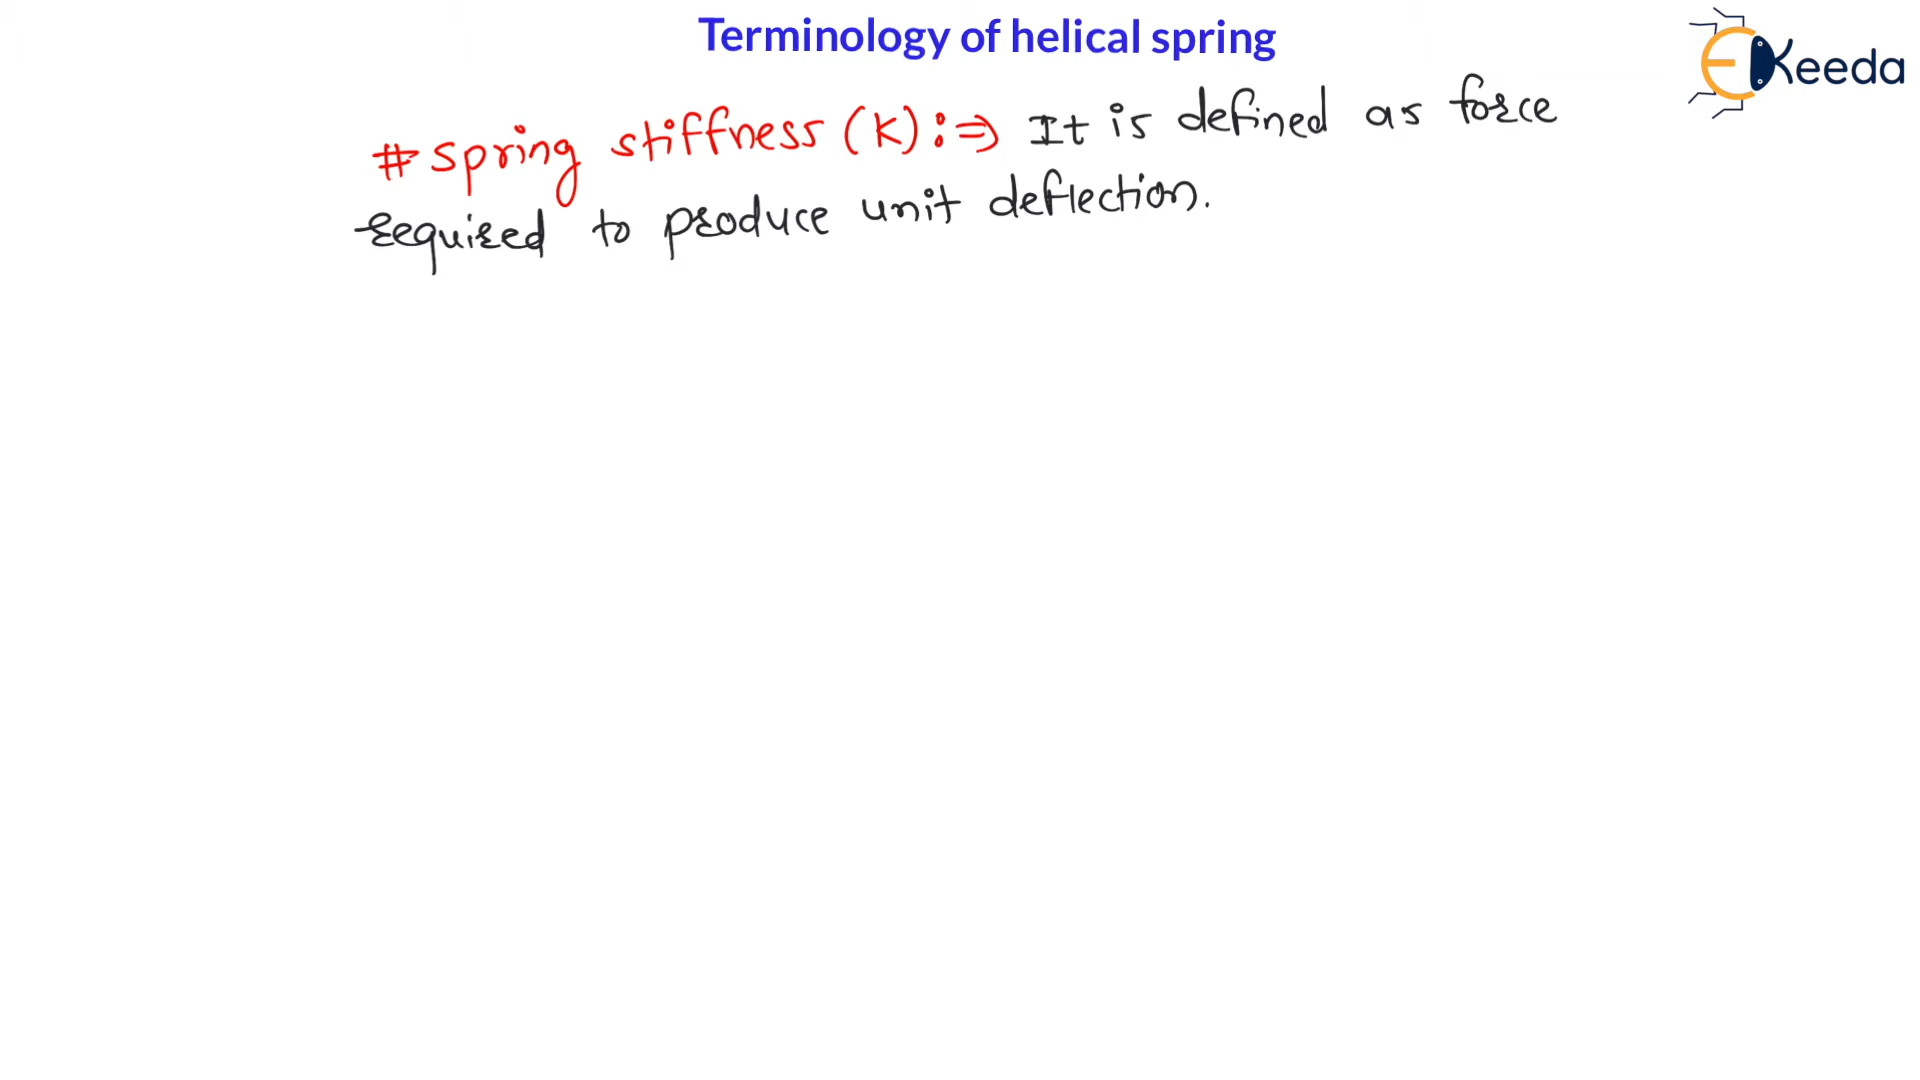 Terminology of helical spring
EKeeda
# spring stiffness (K) :⇒ It is defined as force
required to produce unit deflection.